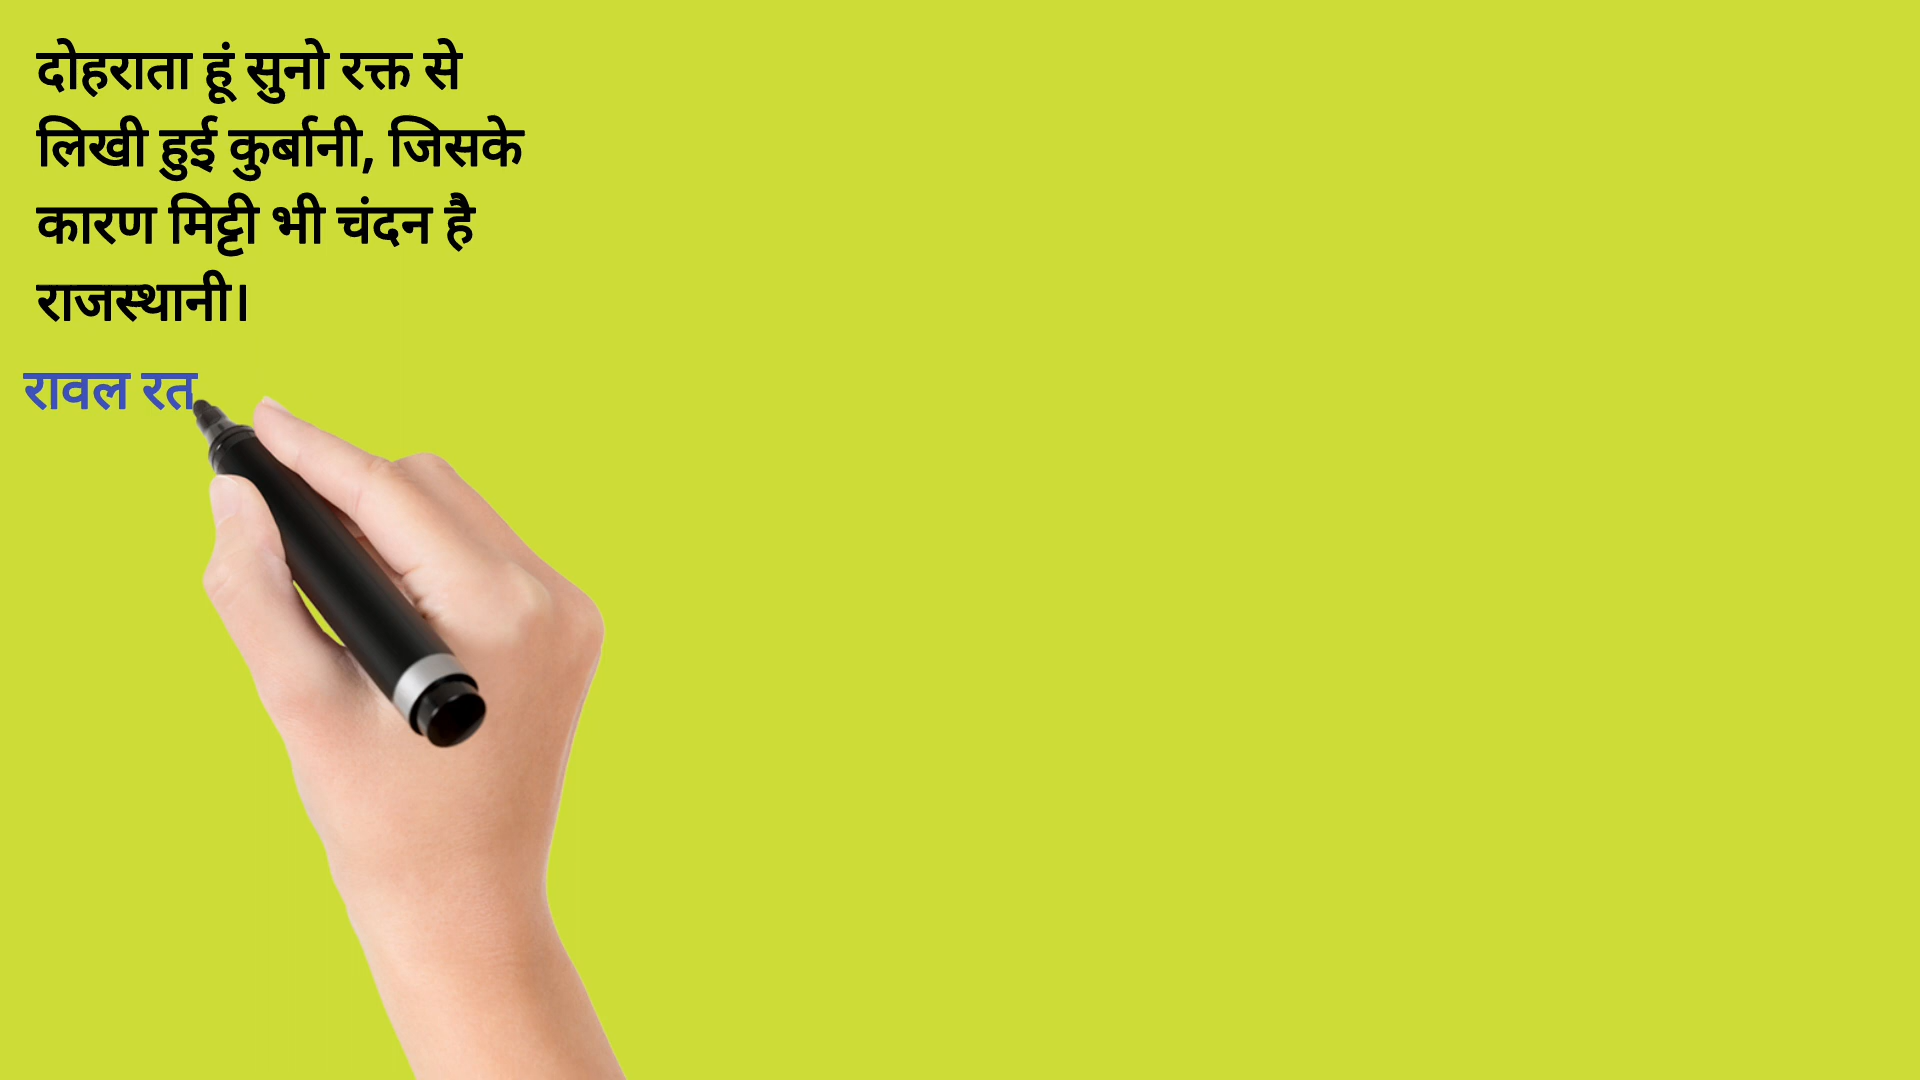 दोहराता हूं सुनो रक्त से
लिखी हुई कुर्बानी, जिसके
कारण मिट्टी भी चंदन है
राजस्थानी।
रावल रत